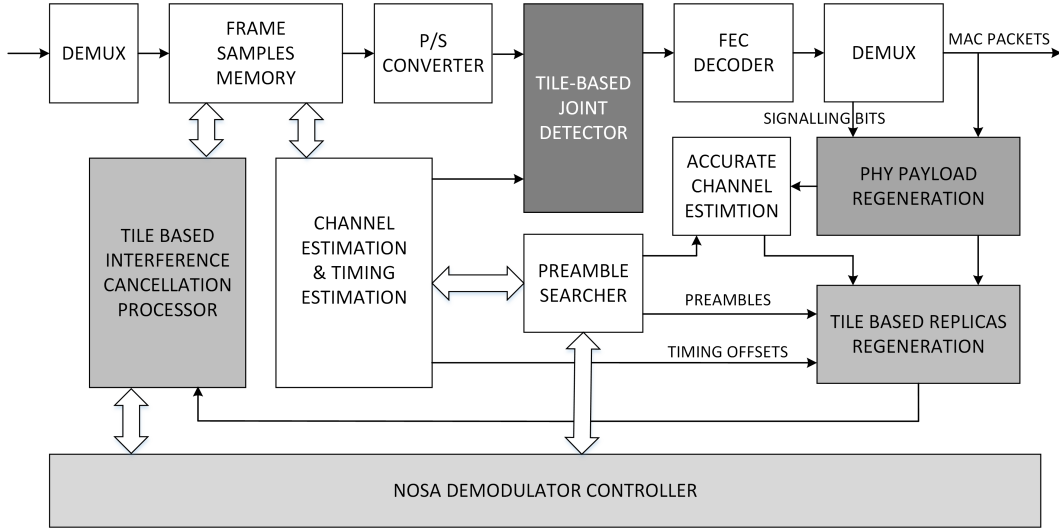 DEMUX
FRAME
SAMPLES
MEMORY
P/S
CONVERTER
TILE-BASED
JOINT
DETECTOR
FEC
DECODER
DEMUX
MAC PACKETS
SIGNALLING BITS
ACCURATE
CHANNEL
ESTIMTION
PHY PAYLOAD
REGENERATION
TILE BASED
INTERFERENCE
CANCELLATION
PROCESSOR
CHANNEL
ESTIMATION
& TIMING
ESTIMATION
PREAMBLE
SEARCHER
PREAMBLES
TILE BASED REPLICAS
REGENERATION
TIMING OFFSETS
NOSA DEMODULATOR CONTROLLER